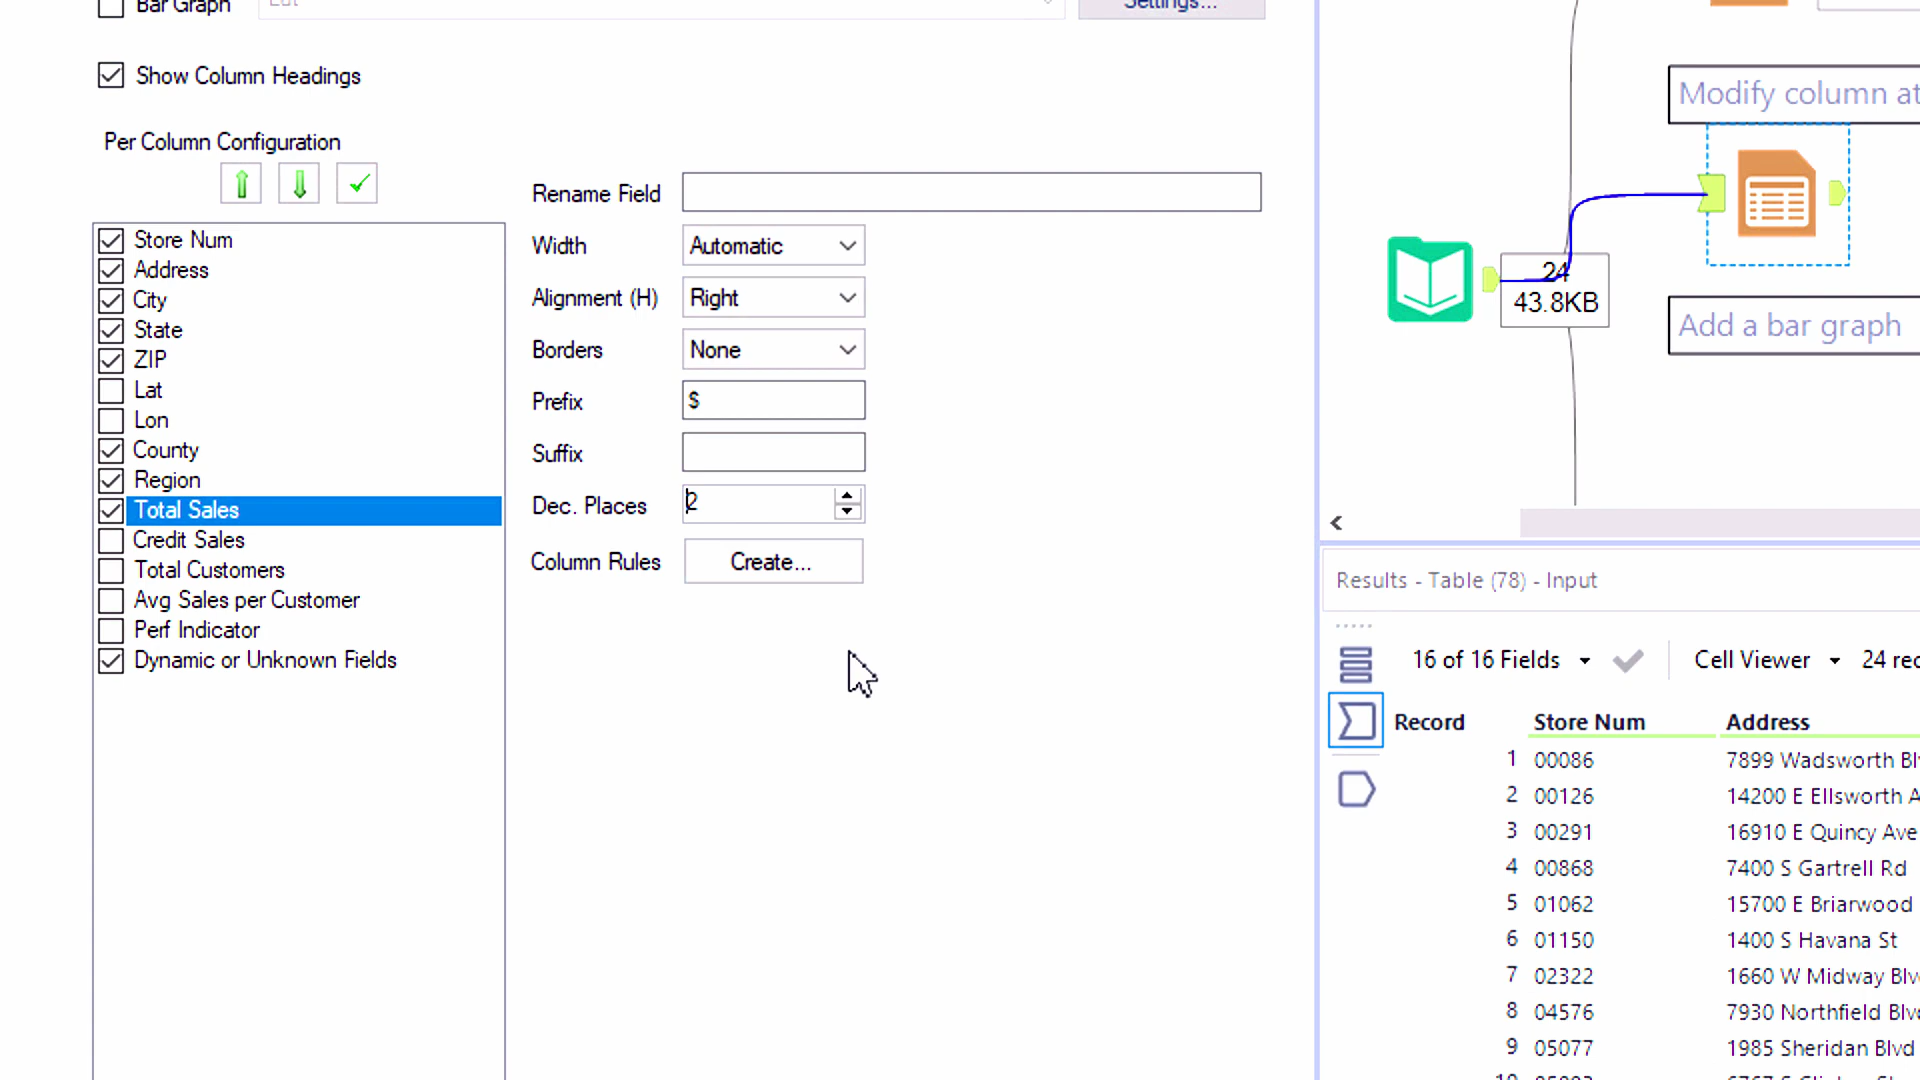 Bar Graph
Settings...
Show Column Headings
Per Column Configuration
Store Num
Address
City
State
ZIP
Lat
Lon
County
Region
Total Sales
Credit Sales
Total Customers
Avg Sales per Customer
Perf Indicator
Dynamic or Unknown Fields
Rename Field
Width Automatic
Alignment (H) Right
Borders None
Prefix $
Suffix
Dec. Places 2
Column Rules Create...
Modify column at
24
43.8KB
Add a bar graph
Results - Table (78) - Input
16 of 16 Fields Cell Viewer 24 rec
Record Store Num Address
1 00086 7899 Wadsworth Blv
2 00126 14200 E Ellsworth A
3 00291 16910 E Quincy Ave
4 00868 7400 S Gartrell Rd
5 01062 15700 E Briarwood
6 01150 1400 S Havana St
7 02322 1660 W Midway Blv
8 04576 7930 Northfield Blv
9 05077 1985 Sheridan Blvd